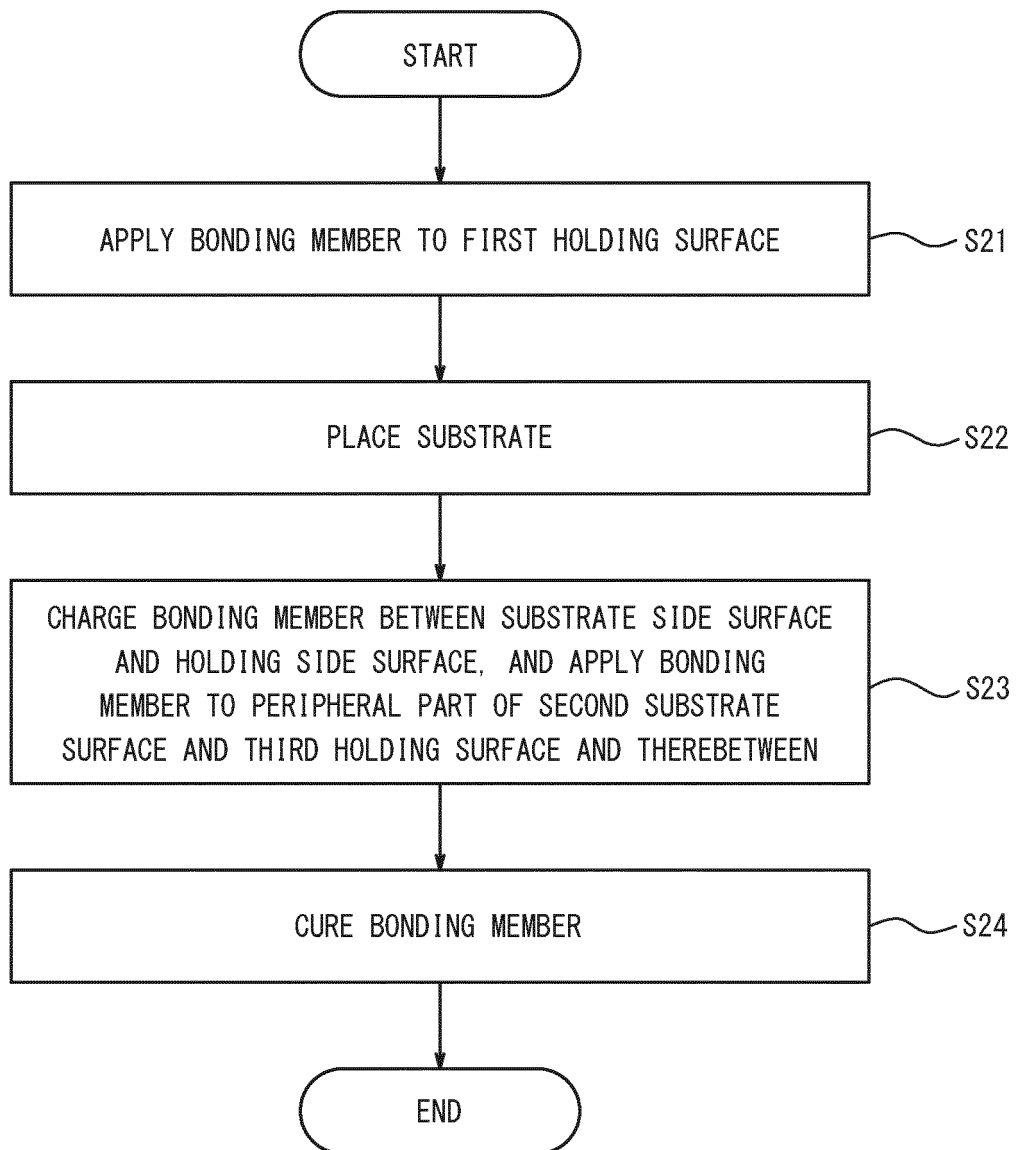 START
APPLY BONDING MEMBER TO FIRST HOLDING SURFACE
S21
PLACE SUBSTRATE
S22
CHARGE BONDING MEMBER BETWEEN SUBSTRATE SIDE SURFACE
AND HOLDING SIDE SURFACE, AND APPLY BONDING
MEMBER TO PERIPHERAL PART OF SECOND SUBSTRATE
SURFACE AND THIRD HOLDING SURFACE AND THEREBETWEEN
S23
CURE BONDING MEMBER
S24
END